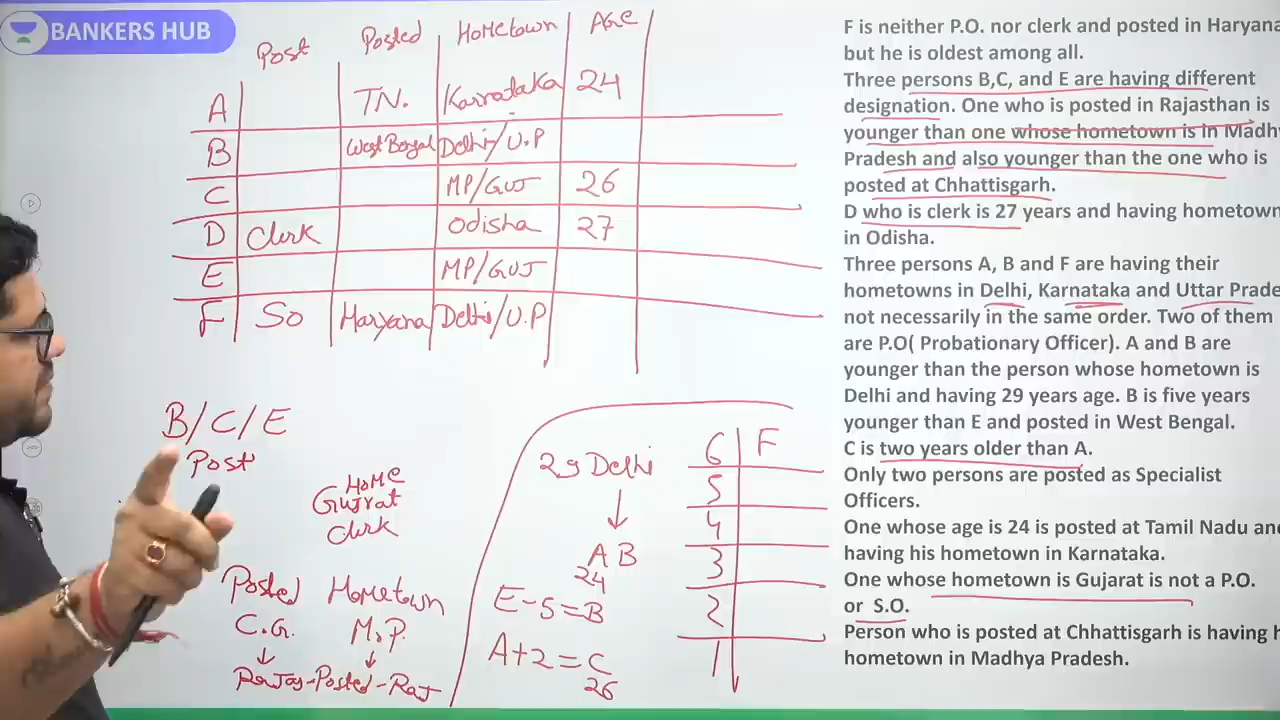 BANKERS HUB
Post Posted HoMeTown AGE
A TN. Karnataka 24
B West Bengal Delhi/U.P
C MP/GUJ 26
D Clerk Odisha 27
E MP/GUJ
F So Haryana Delhi/U.P
B/C/E
Post
HoMe
Gujrat
Clerk
Posted Hometown
C.G. M.P.
Posted - Raj
29 Delhi
A B
24
E-5=B
A+2=C
26
6 F
5
4
3
2
1
F is neither P.O. nor clerk and posted in Haryana
but he is oldest among all.
Three persons B,C, and E are having different
designation. One who is posted in Rajasthan is
younger than one whose hometown is in Madhy
Pradesh and also younger than the one who is
posted at Chhattisgarh.
D who is clerk is 27 years and having hometown
in Odisha.
Three persons A, B and F are having their
hometowns in Delhi, Karnataka and Uttar Prade
not necessarily in the same order. Two of them
are P.O( Probationary Officer). A and B are
younger than the person whose hometown is
Delhi and having 29 years age. B is five years
younger than E and posted in West Bengal.
C is two years older than A.
Only two persons are posted as Specialist
Officers.
One whose age is 24 is posted at Tamil Nadu and
having his hometown in Karnataka.
One whose hometown is Gujarat is not a P.O.
or S.O.
Person who is posted at Chhattisgarh is having h
hometown in Madhya Pradesh.